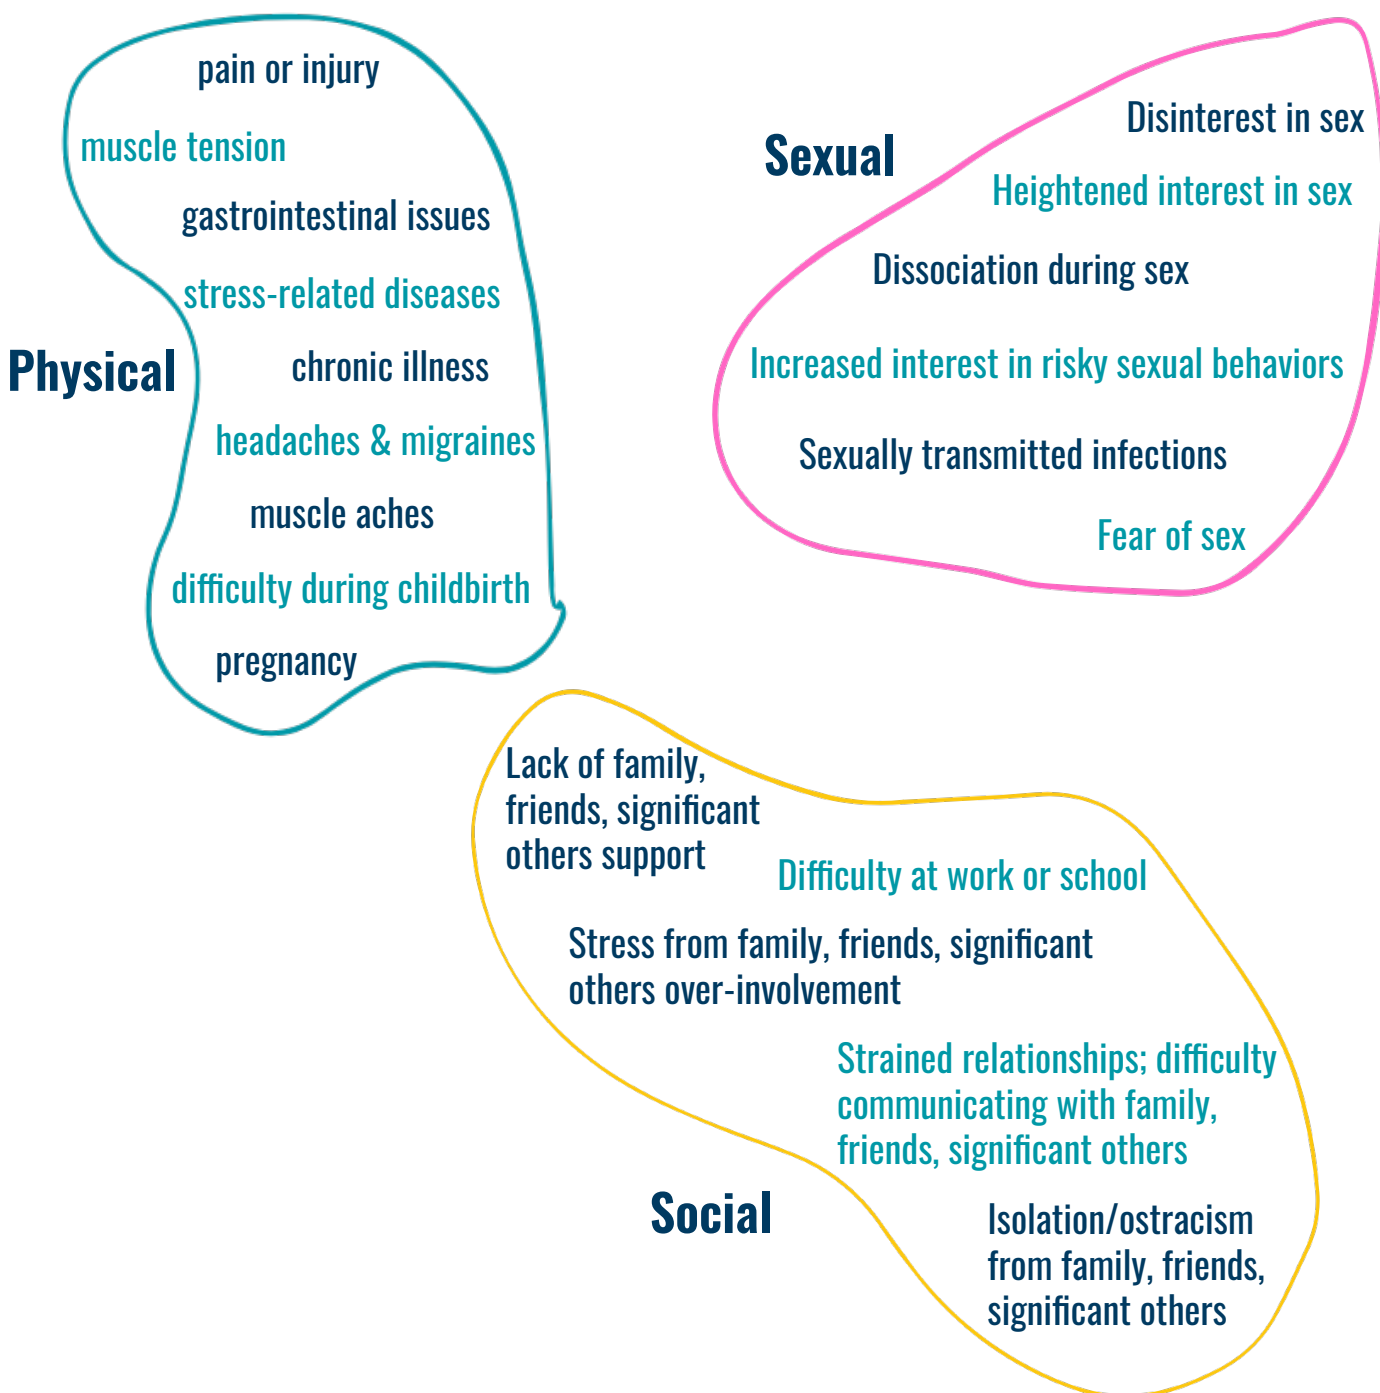 Physical
pain or injury
muscle tension
gastrointestinal issues
stress-related diseases
chronic illness
headaches & migraines
muscle aches
difficulty during childbirth
pregnancy
Sexual
Disinterest in sex
Heightened interest in sex
Dissociation during sex
Increased interest in risky sexual behaviors
Sexually transmitted infections
Fear of sex
Social
Lack of family,
friends, significant
others support
Difficulty at work or school
Stress from family, friends, significant
others over-involvement
Strained relationships; difficulty
communicating with family,
friends, significant others
Isolation/ostracism
from family, friends,
significant others